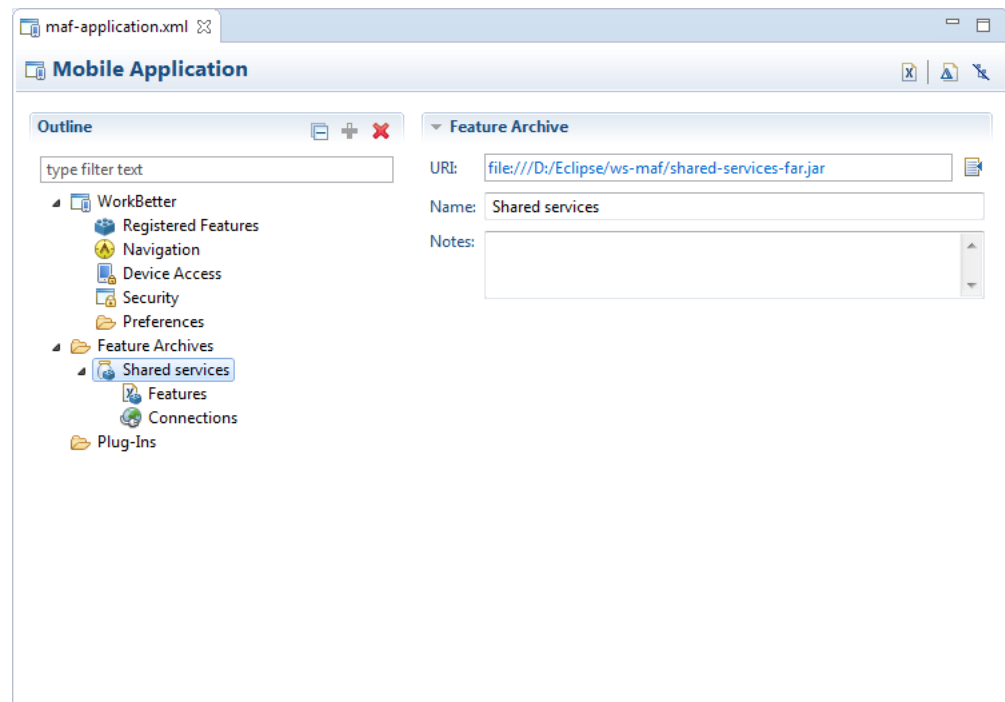 maf-application.xml
Mobile Application
Outline
type filter text
WorkBetter
Registered Features
Navigation
Device Access
Security
Preferences
Feature Archives
Shared services
Features
Connections
Plug-Ins
Feature Archive
URI: file:///D:/Eclipse/ws-maf/shared-services-far.jar
Name: Shared services
Notes: